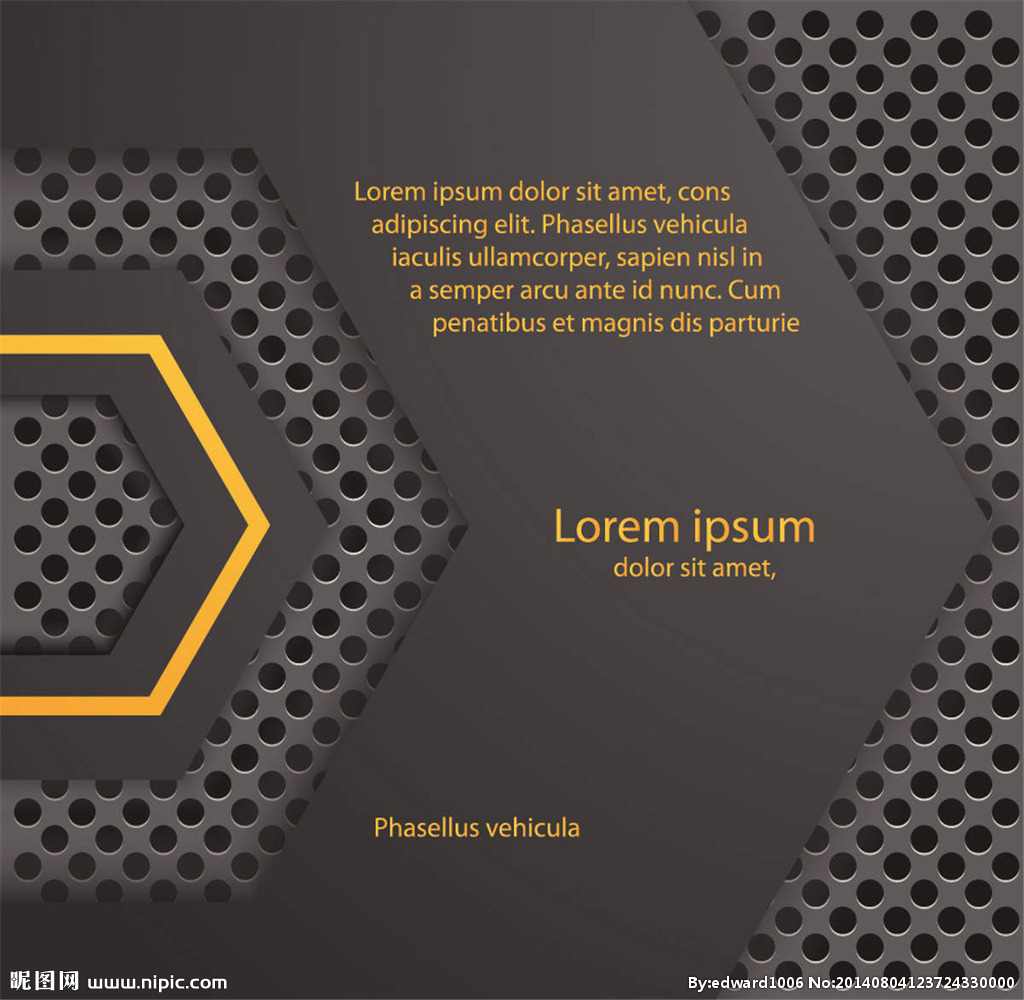 Lorem ipsum dolor sit amet, cons
adipiscing elit. Phasellus vehicula
iaculis ullamcorper, sapien nisl in
a semper arcu ante id nunc. Cum
penatibus et magnis dis parturie
Lorem ipsum
dolor sit amet,
Phasellus vehicula
昵图网 www.nipic.com
By:edward1006 No:20140804123724330000